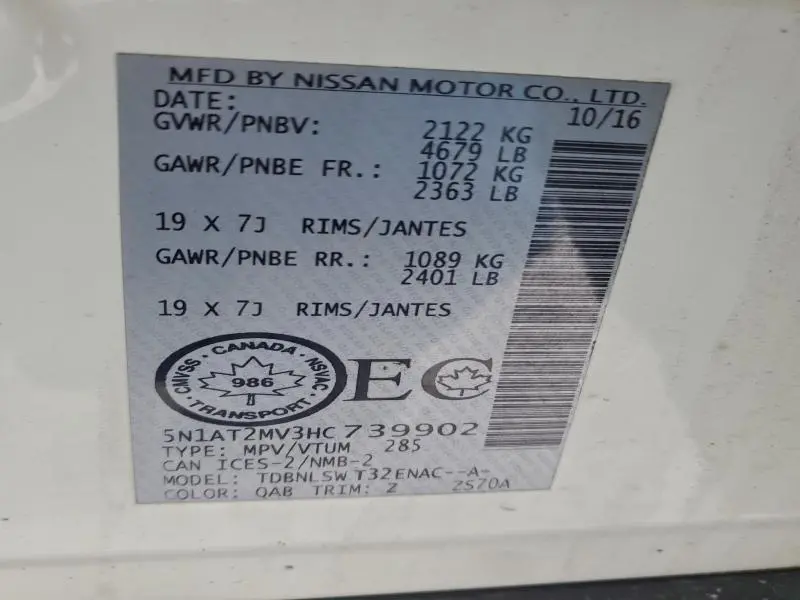 MFD BY NISSAN MOTOR CO., LTD.
DATE: 10/16
GVWR/PNBV: 2122 KG
4679 LB
GAWR/PNBE FR.: 1072 KG
2363 LB
19 X 7J RIMS/JANTES
GAWR/PNBE RR.: 1089 KG
2401 LB
19 X 7J RIMS/JANTES
CANADA
CMVSS 986 NSVAC
TRANSPORT
EC
5N1AT2MV3HC739902
TYPE: MPV/VTUM 285
CAN ICES-2/NMB-2
MODEL: TDBNLSW T32ENAC--A-
COLOR: QAB TRIM: Z 2SZ0A